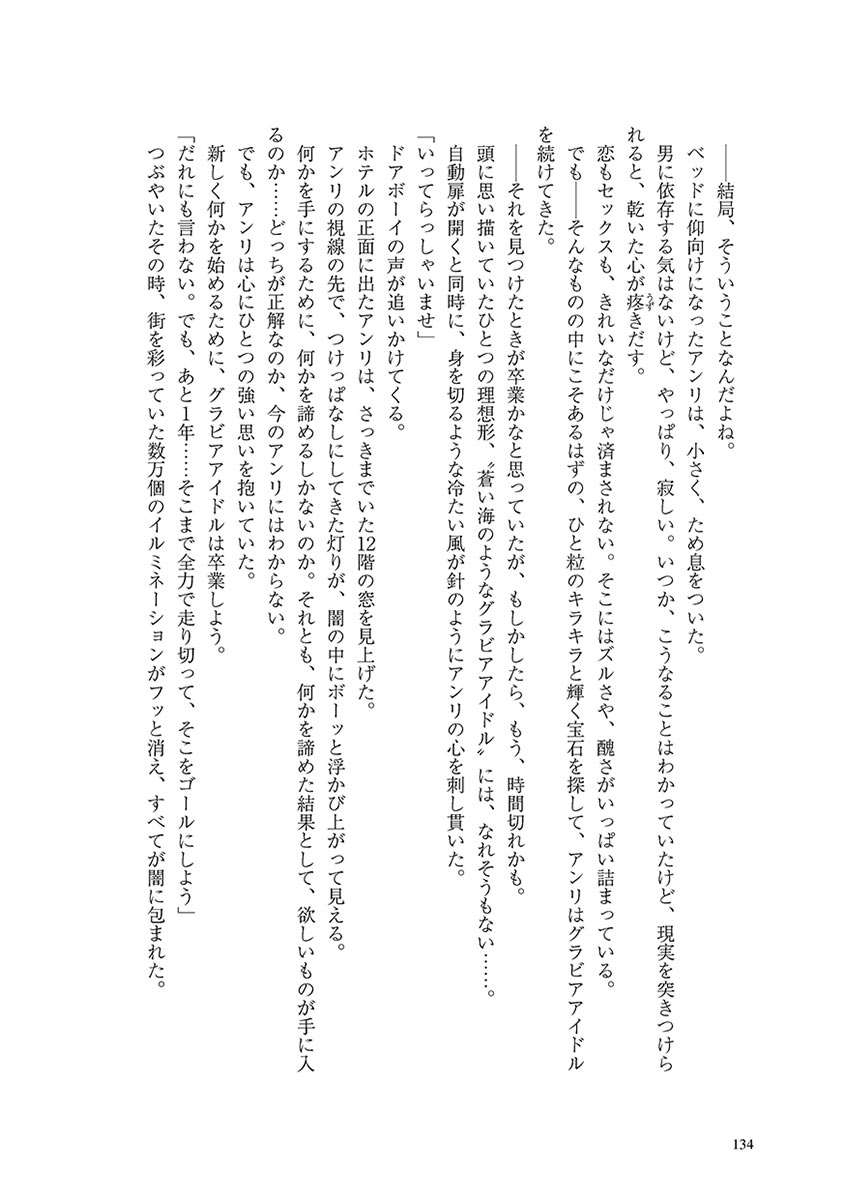 ――結局、そういうことなんだよね。
ベッドに仰向けになったアンリは、小さく、ため息をついた。
男に依存する気はないけど、やっぱり、寂しい。いつか、こうなることはわかっていたけど、現実を突きつけら
れると、乾いた心が疼きだす。
うず
恋もセックスも、きれいなだけじゃ済まされない。そこにはズルさや、醜さがいっぱい詰まっている。
でも――そんなものの中にこそあるはずの、ひと粒のキラキラと輝く宝石を探して、アンリはグラビアアイドル
を続けてきた。
――それを見つけたときが卒業かなと思っていたが、もしかしたら、もう、時間切れかも。
頭に思い描いていたひとつの理想形、〝蒼い海のようなグラビアアイドル〟には、なれそうもない……。
自動扉が開くと同時に、身を切るような冷たい風が針のようにアンリの心を刺し貫いた。
「いってらっしゃいませ」
ドアボーイの声が追いかけてくる。
ホテルの正面に出たアンリは、さっきまでいた12階の窓を見上げた。
アンリの視線の先で、つけっぱなしにしてきた灯りが、闇の中にボーッと浮かび上がって見える。
何かを手にするために、何かを諦めるしかないのか。それとも、何かを諦めた結果として、欲しいものが手に入
るのか……どっちが正解なのか、今のアンリにはわからない。
でも、アンリは心にひとつの強い思いを抱いていた。
新しく何かを始めるために、グラビアアイドルは卒業しよう。
「だれにも言わない。でも、あと1年……そこまで全力で走り切って、そこをゴールにしよう」
つぶやいたその時、街を彩っていた数万個のイルミネーションがフッと消え、すべてが闇に包まれた。
134